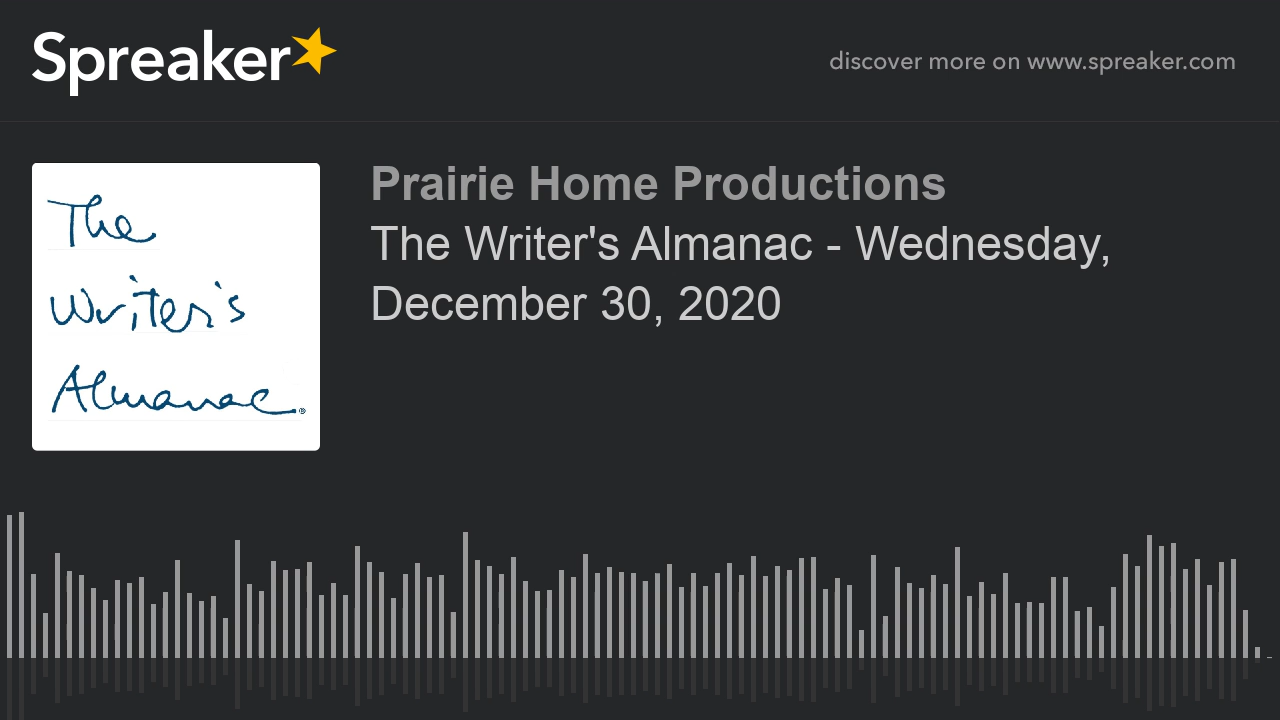 Spreaker
discover more on www.spreaker.com
The
Writer's
Almanac®
Prairie Home Productions
The Writer's Almanac - Wednesday,
December 30, 2020